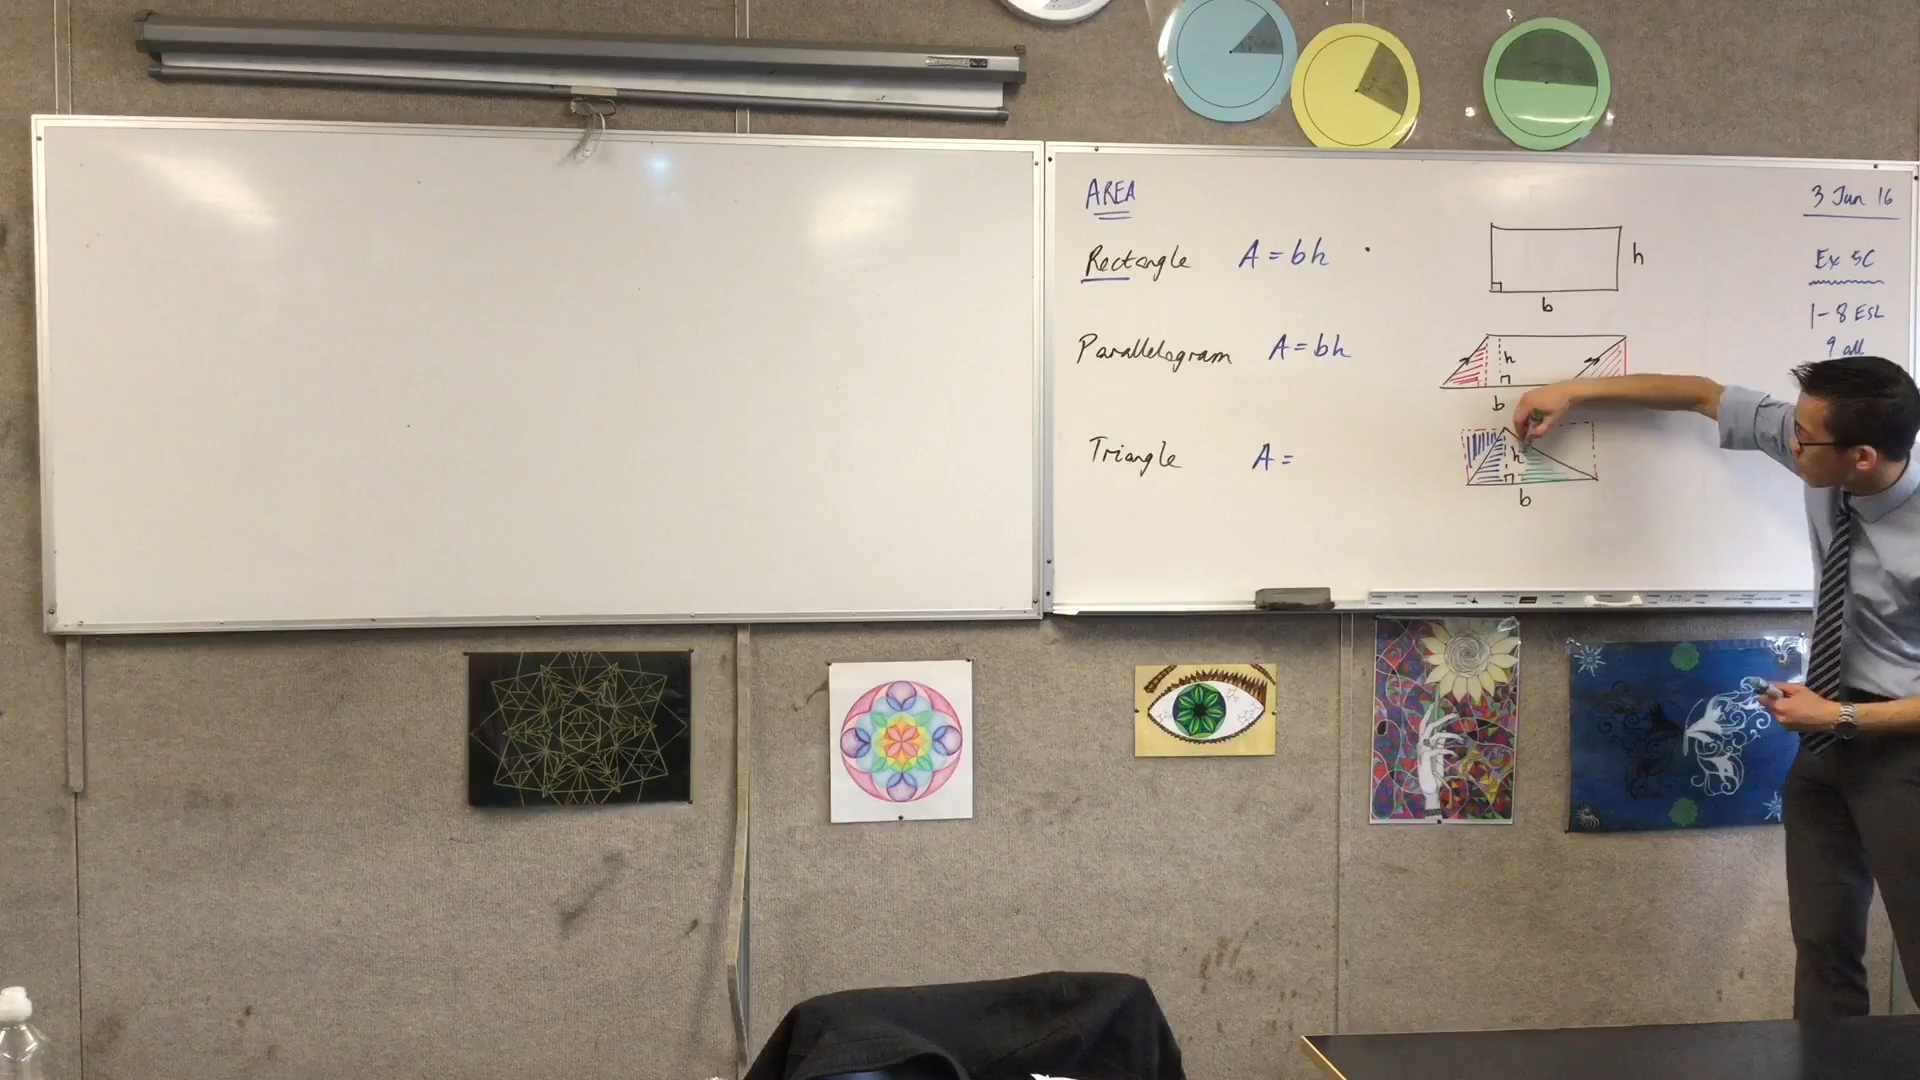 AREA
3 Jun 16
Rectangle A = bh
h
b
Ex 5C
1-8 ESL
9 all
Parallelogram A = bh
h
b
Triangle A =
h
b